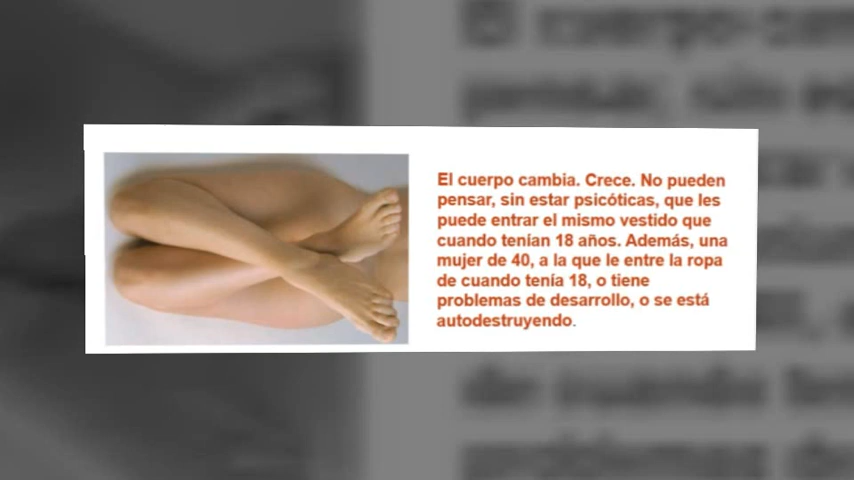 El cuerpo cambia. Crece. No pueden
pensar, sin estar psicóticas, que les
puede entrar el mismo vestido que
cuando tenían 18 años. Además, una
mujer de 40, a la que le entre la ropa
de cuando tenía 18, o tiene
problemas de desarrollo, o se está
autodestruyendo.